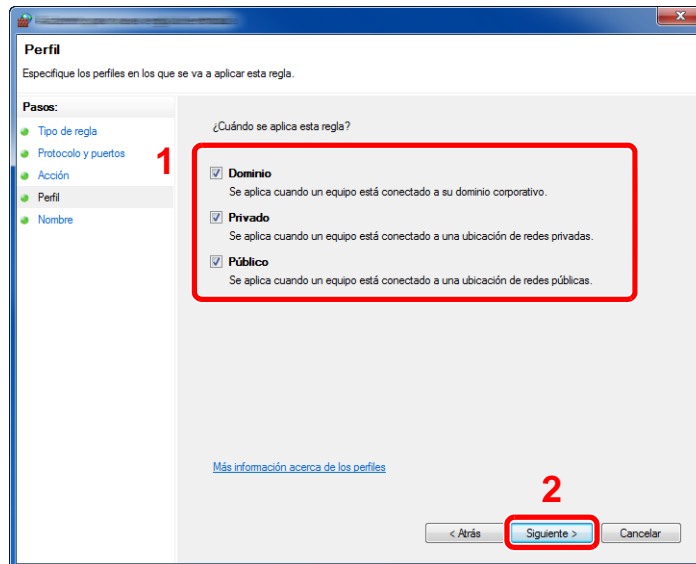 Perfil
Especifique los perfiles en los que se va a aplicar esta regla.
Pasos:
Tipo de regla
Protocolo y puertos
Acción
Perfil
Nombre
1
¿Cuándo se aplica esta regla?
Dominio
Se aplica cuando un equipo está conectado a su dominio corporativo.
Privado
Se aplica cuando un equipo está conectado a una ubicación de redes privadas.
Público
Se aplica cuando un equipo está conectado a una ubicación de redes públicas.
Más información acerca de los perfiles
2
< Atrás
Siguiente >
Cancelar